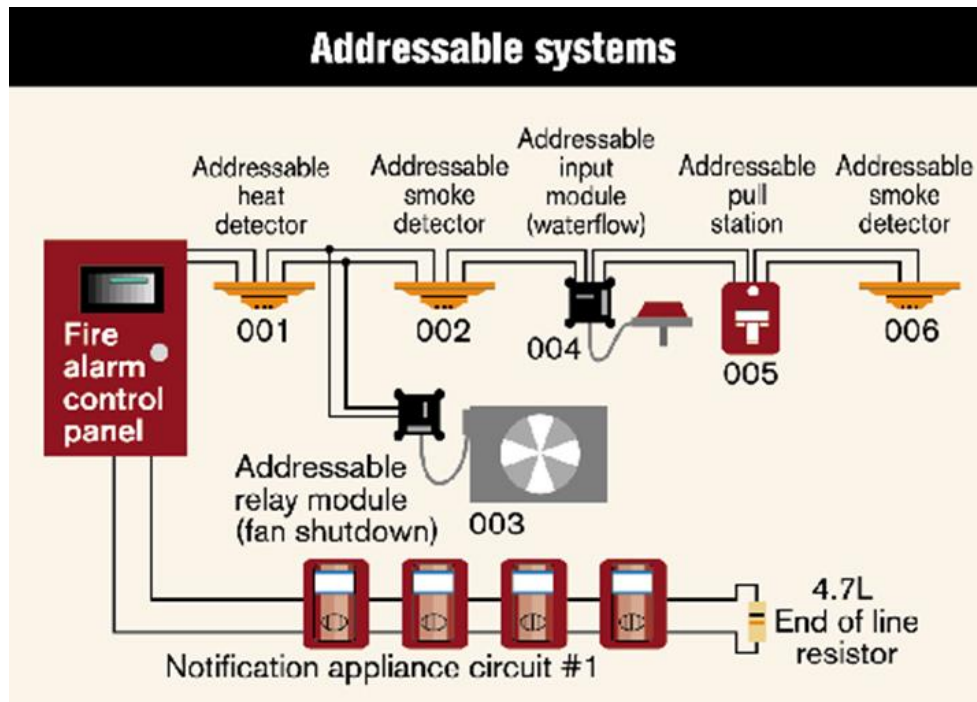 Addressable systems
Addressable
heat
detector
Addressable
smoke
detector
Addressable
input
module
(waterflow)
Addressable
pull
station
Addressable
smoke
detector
001
002
004
005
006
Fire
alarm
control
panel
Addressable
relay module
(fan shutdown)
003
4.7L
End of line
resistor
Notification appliance circuit #1